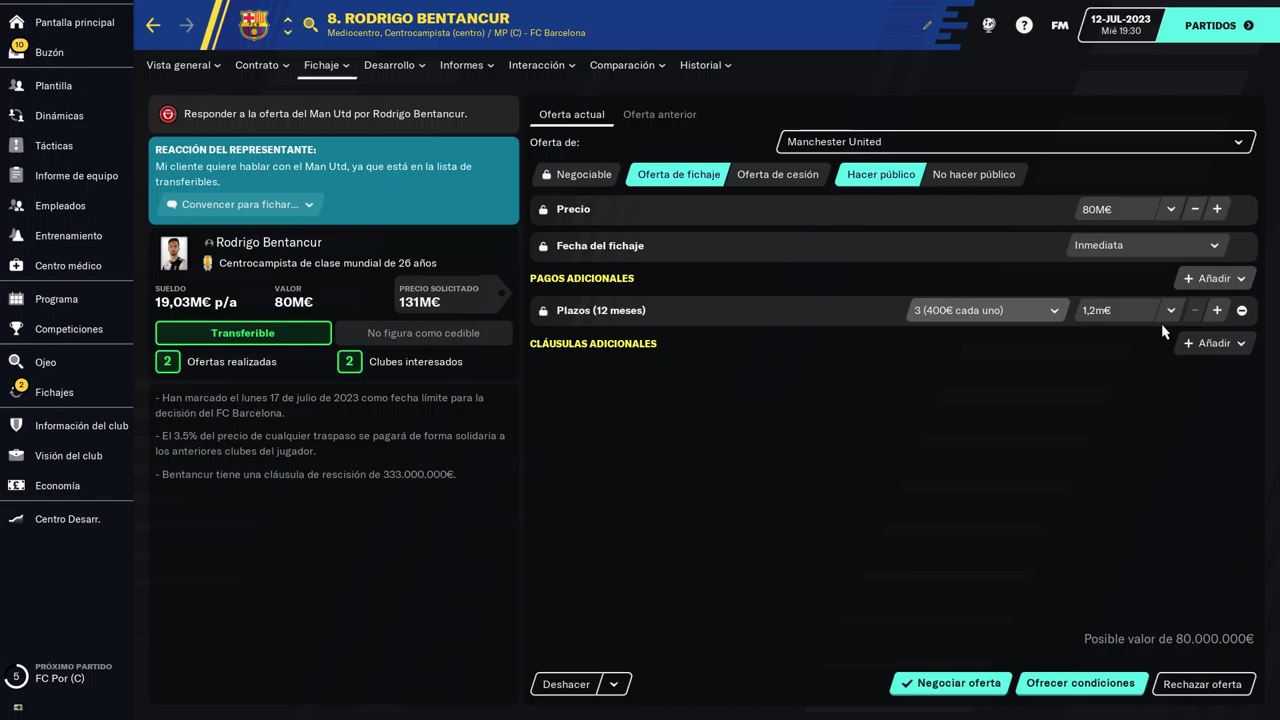 Pantalla principal
10
Buzón
Plantilla
Dinámicas
Tácticas
Informe de equipo
Empleados
Entrenamiento
Centro médico
Programa
Competiciones
Ojeo
2
Fichajes
Información del club
Visión del club
Economía
Centro Desarr.
5
PRÓXIMO PARTIDO
FC Por (C)
8. RODRIGO BENTANCUR
Mediocentro, Centrocampista (centro) / MP (C) - FC Barcelona
?
FM
12-JUL-2023
Mié 19:30
PARTIDOS
Vista general
Contrato
Fichaje
Desarrollo
Informes
Interacción
Comparación
Historial
Responder a la oferta del Man Utd por Rodrigo Bentancur.
REACCIÓN DEL REPRESENTANTE:
Mi cliente quiere hablar con el Man Utd, ya que está en la lista de
transferibles.
Convencer para fichar...
Rodrigo Bentancur
Centrocampista de clase mundial de 26 años
SUELDO
19,03M€ p/a
VALOR
80M€
PRECIO SOLICITADO
131M€
Transferible
No figura como cedible
2 Ofertas realizadas
2 Clubes interesados
- Han marcado el lunes 17 de julio de 2023 como fecha límite para la
decisión del FC Barcelona.
- El 3.5% del precio de cualquier traspaso se pagará de forma solidaria a
los anteriores clubes del jugador.
- Bentancur tiene una cláusula de rescisión de 333.000.000€.
Oferta actual
Oferta anterior
Oferta de:
Manchester United
Negociable
Oferta de fichaje
Oferta de cesión
Hacer público
No hacer público
Precio
80M€
- +
Fecha del fichaje
Inmediata
PAGOS ADICIONALES
+ Añadir
Plazos (12 meses)
3 (400€ cada uno)
1,2m€
- +
CLÁUSULAS ADICIONALES
+ Añadir
Posible valor de 80.000.000€
Deshacer
Negociar oferta
Ofrecer condiciones
Rechazar oferta